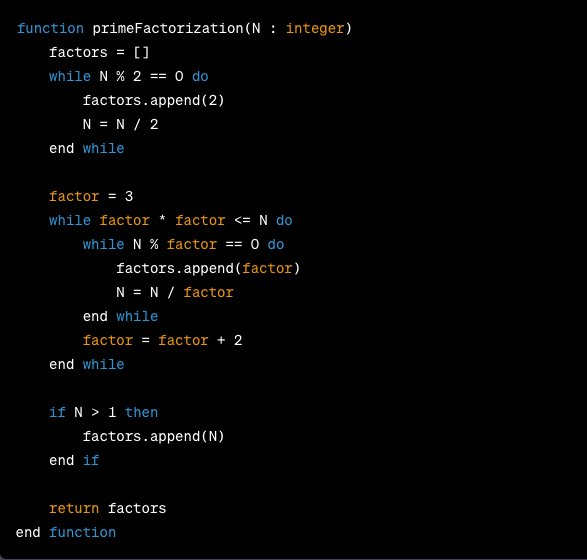 function primeFactorization(N : integer)
    factors = []
    while N % 2 == 0 do
        factors.append(2)
        N = N / 2
    end while

    factor = 3
    while factor * factor <= N do
        while N % factor == 0 do
            factors.append(factor)
            N = N / factor
        end while
        factor = factor + 2
    end while

    if N > 1 then
        factors.append(N)
    end if

    return factors
end function